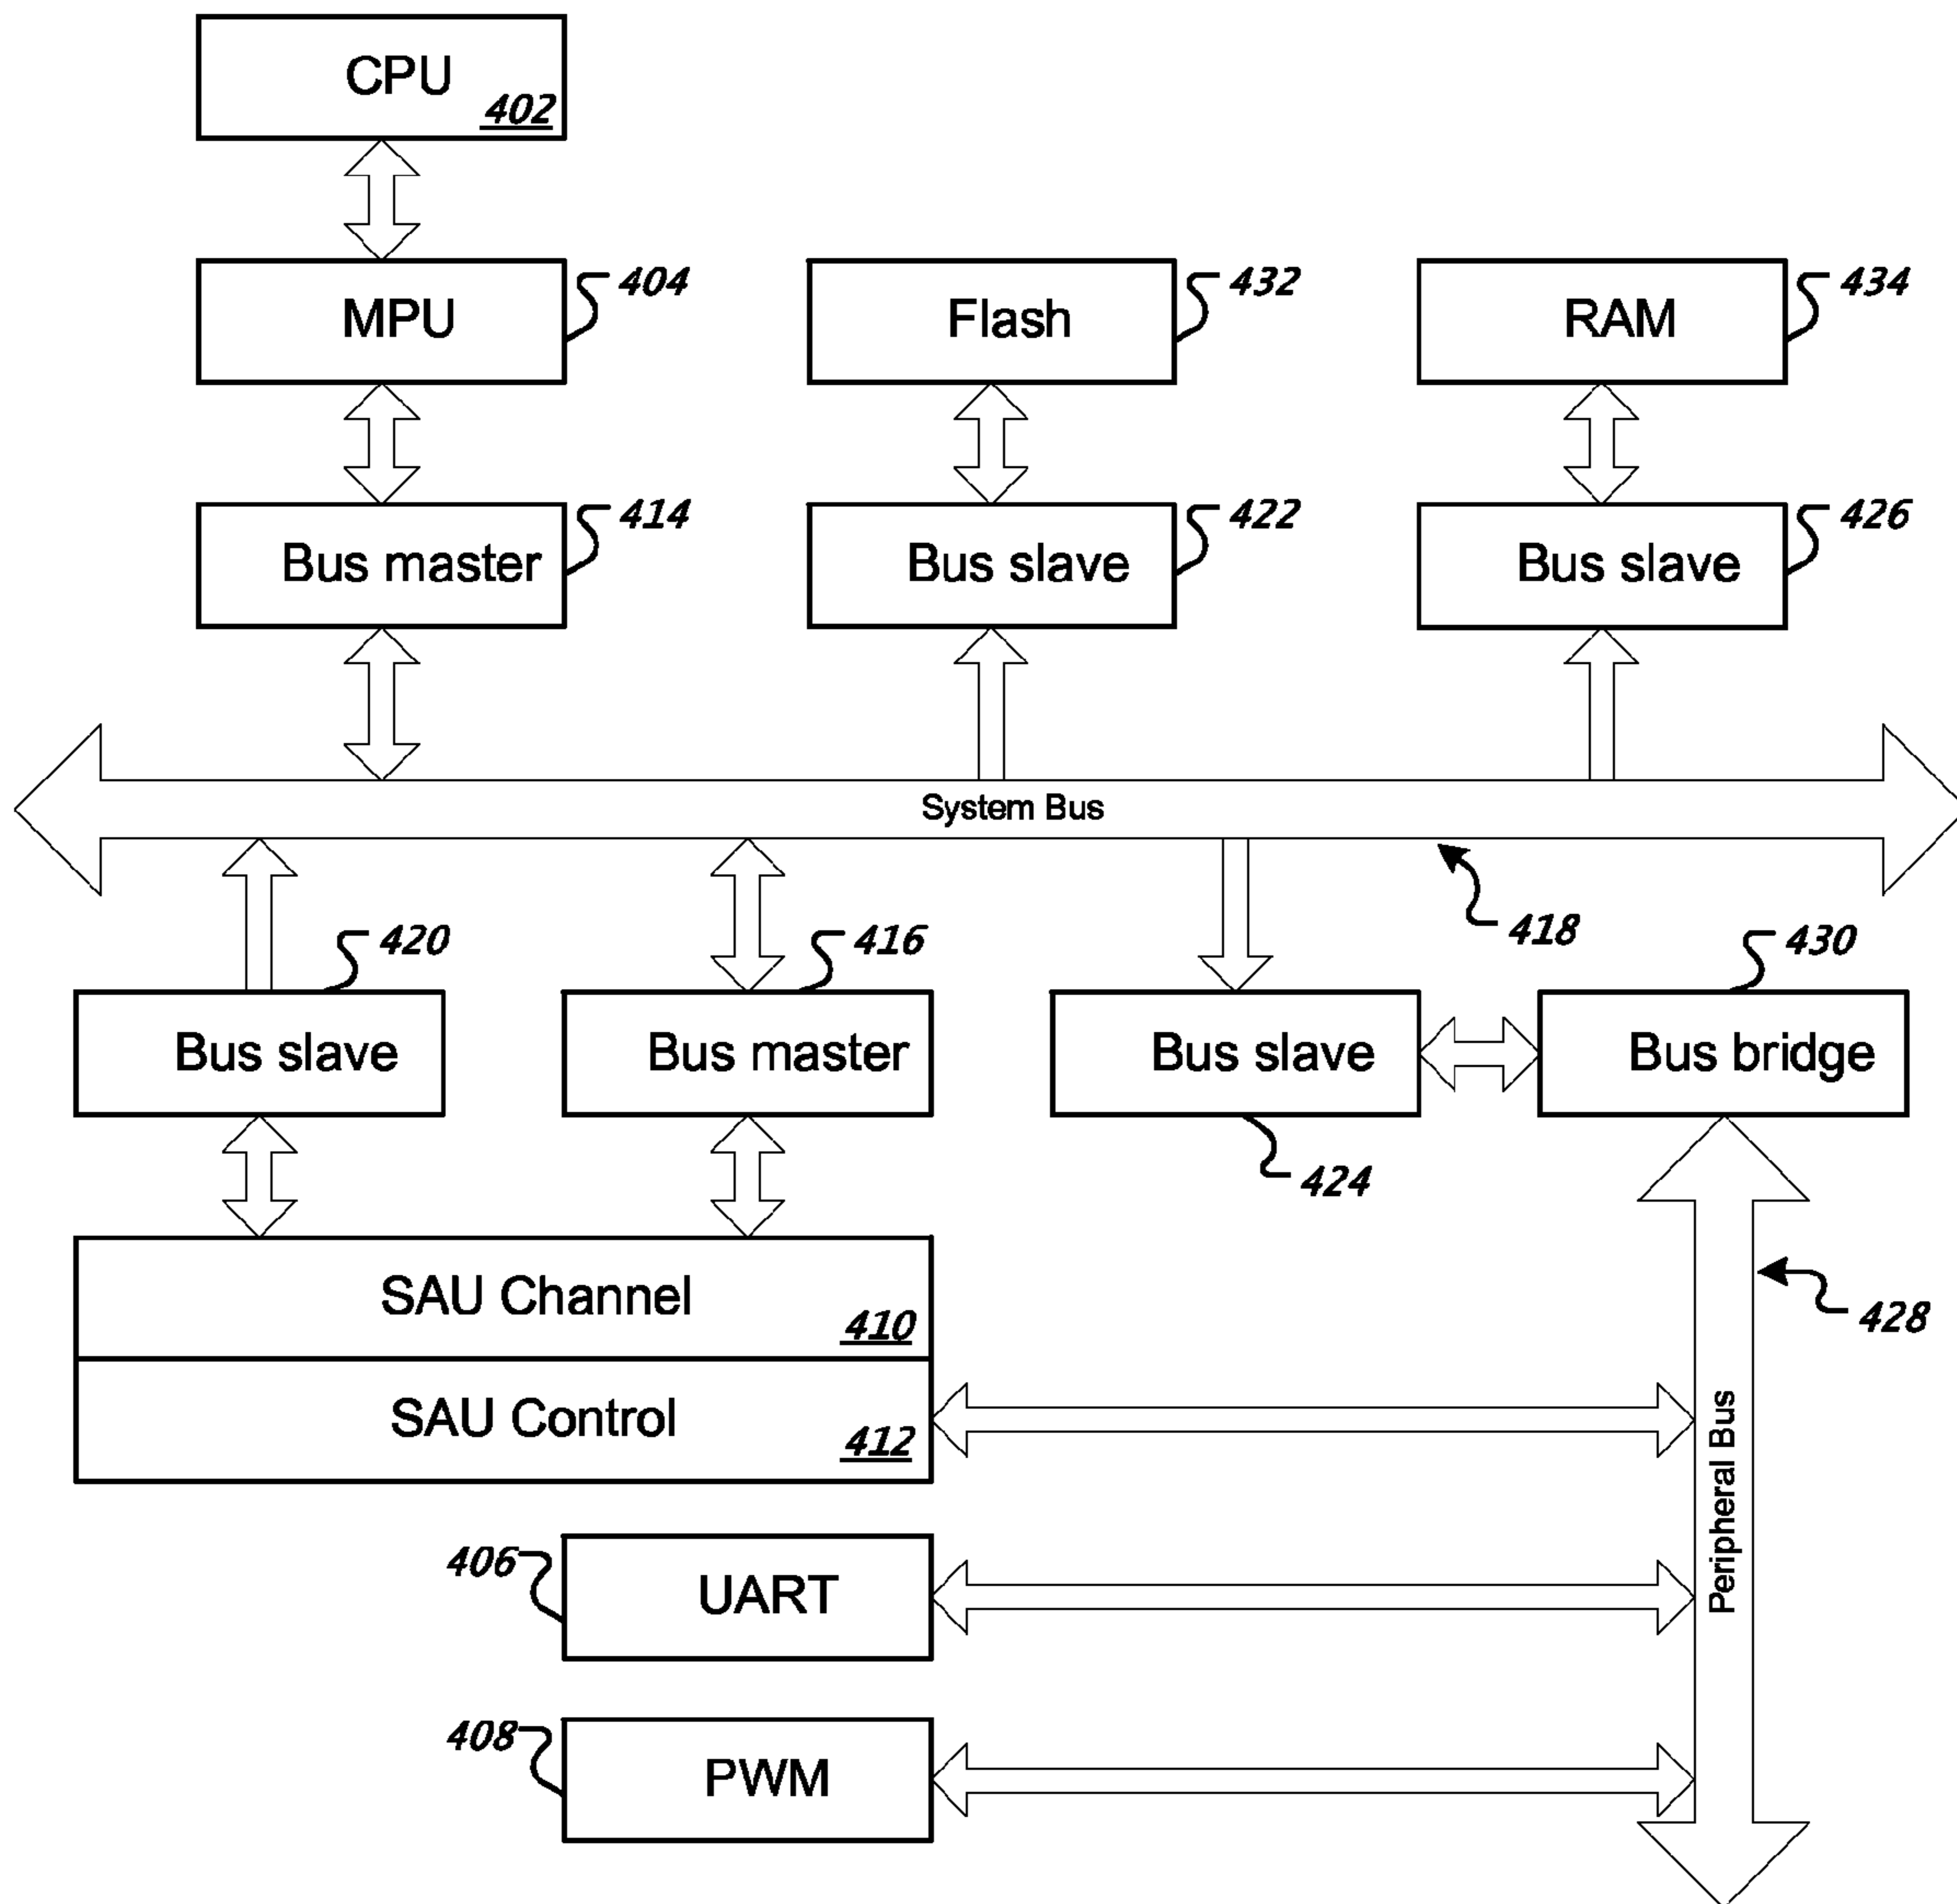 CPU
402
MPU
404
Flash
432
RAM
434
Bus master
414
Bus slave
422
Bus slave
426
System Bus
418
420
416
430
Bus slave
Bus master
Bus slave
Bus bridge
424
SAU Channel
410
428
SAU Control
412
Peripheral Bus
406
UART
408
PWM